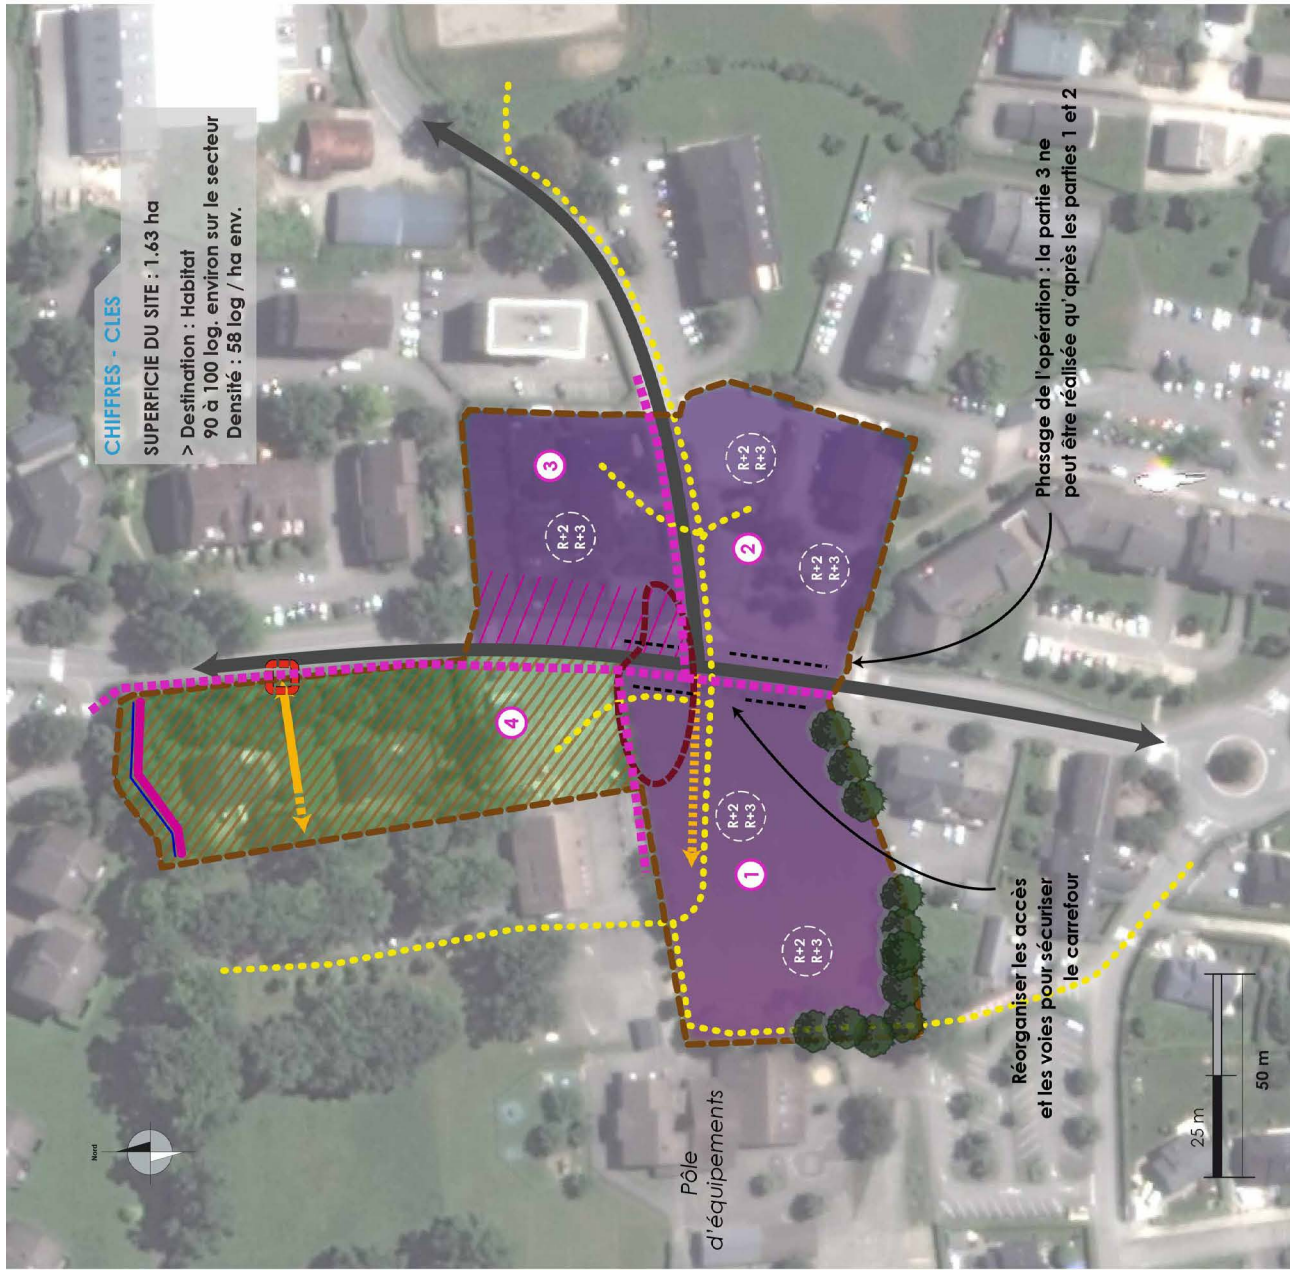 CHIFFRES - CLES
SUPERFICIE DU SITE : 1.63 ha
> Destination : Habitat
90 à 100 log. environ sur le secteur
Densité : 58 log / ha env.
Nord
3
R+2
R+3
4
2
R+2
R+3
R+2
R+3
1
R+2
R+3
R+2
R+3
Phasage de l'opération : la partie 3 ne
peut être réalisée qu'après les parties 1 et 2
Réorganiser les accès
et les voies pour sécuriser
le carrefour
Pôle
d'équipements
25 m
50 m